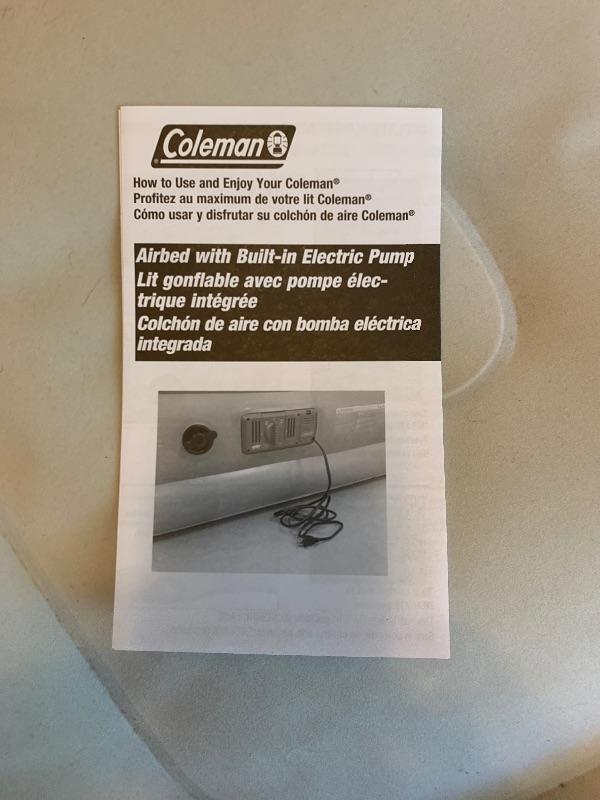 Coleman
How to Use and Enjoy Your Coleman®
Profitez au maximum de votre lit Coleman®
Cómo usar y disfrutar su colchón de aire Coleman®
Airbed with Built-in Electric Pump
Lit gonflable avec pompe élec-
trique intégrée
Colchón de aire con bomba eléctrica
integrada